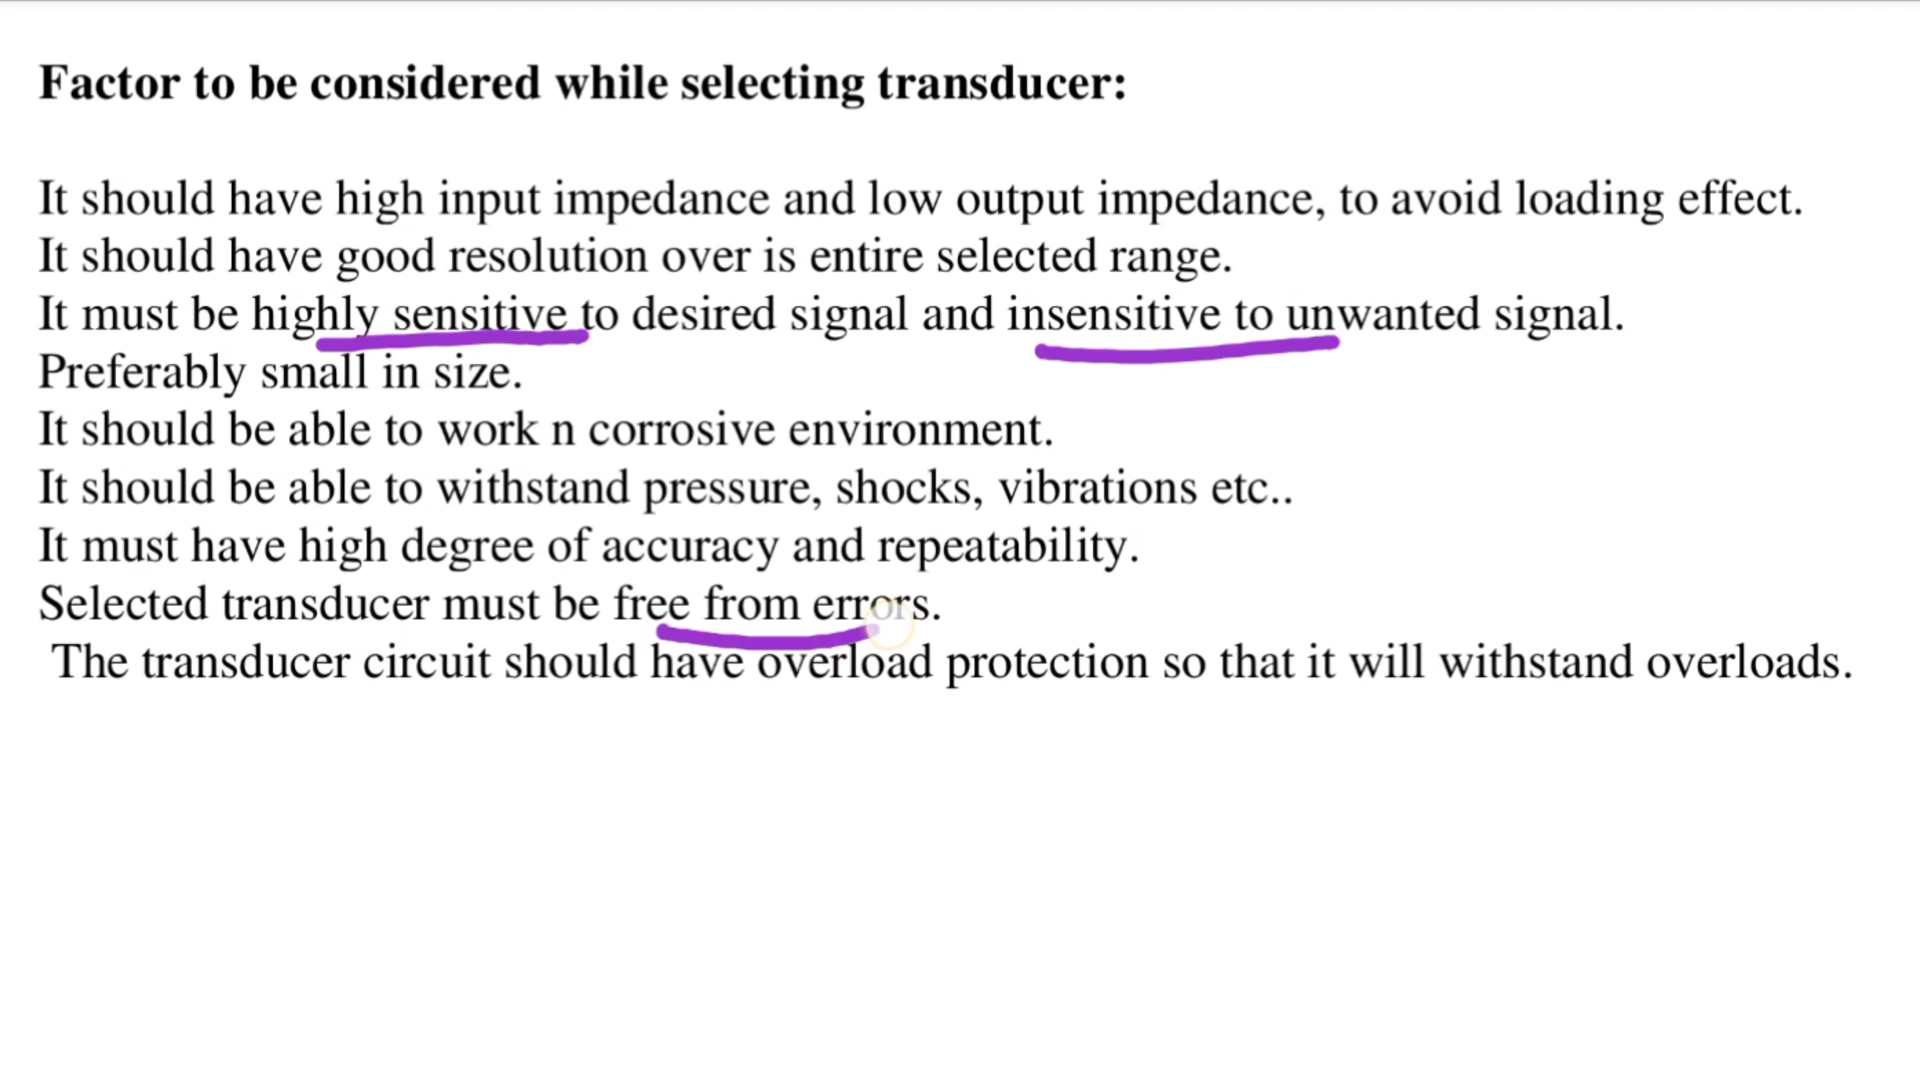 Factor to be considered while selecting transducer:
It should have high input impedance and low output impedance, to avoid loading effect.
It should have good resolution over is entire selected range.
It must be highly sensitive to desired signal and insensitive to unwanted signal.
Preferably small in size.
It should be able to work n corrosive environment.
It should be able to withstand pressure, shocks, vibrations etc..
It must have high degree of accuracy and repeatability.
Selected transducer must be free from errors.
The transducer circuit should have overload protection so that it will withstand overloads.